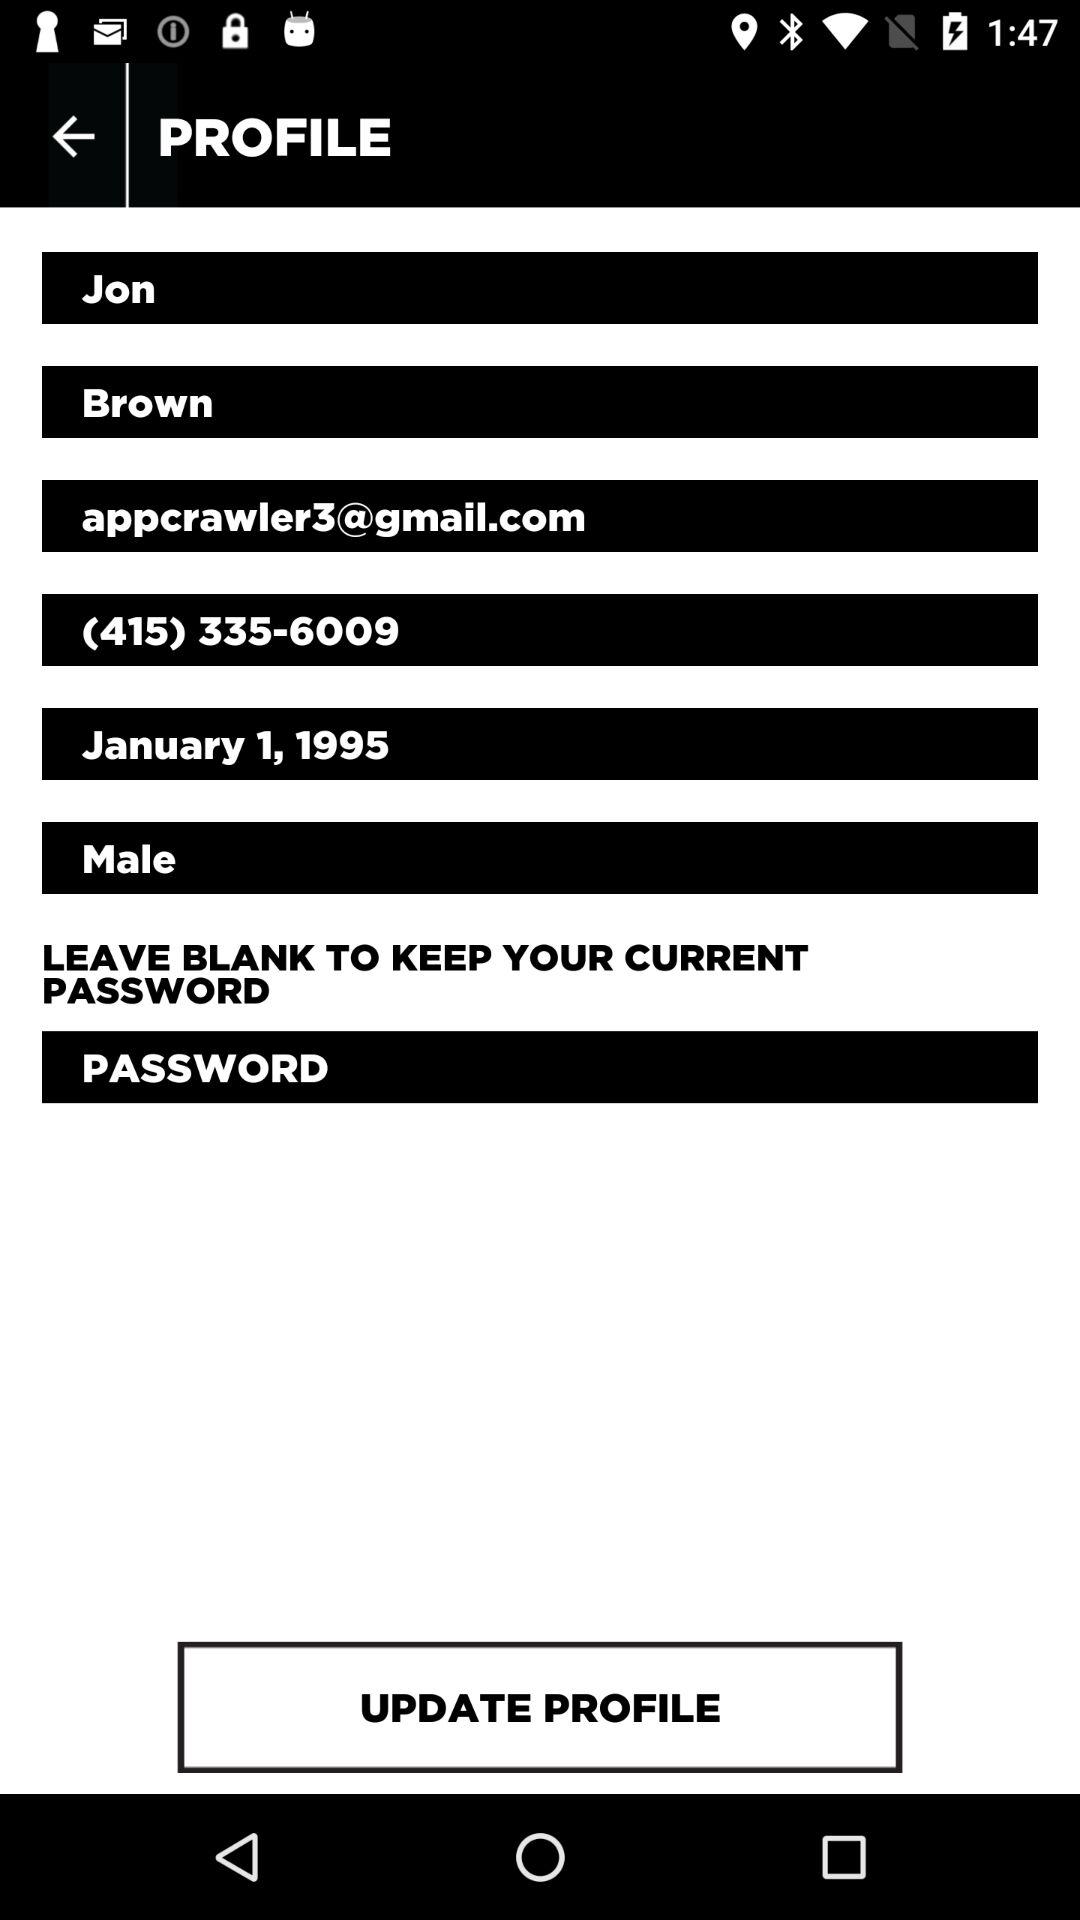 1:47
PROFILE
Jon
Brown
appcrawler3@gmail.com
(415) 335-6009
January 1, 1995
Male
LEAVE BLANK TO KEEP YOUR CURRENT
PASSWORD
PASSWORD
UPDATE PROFILE